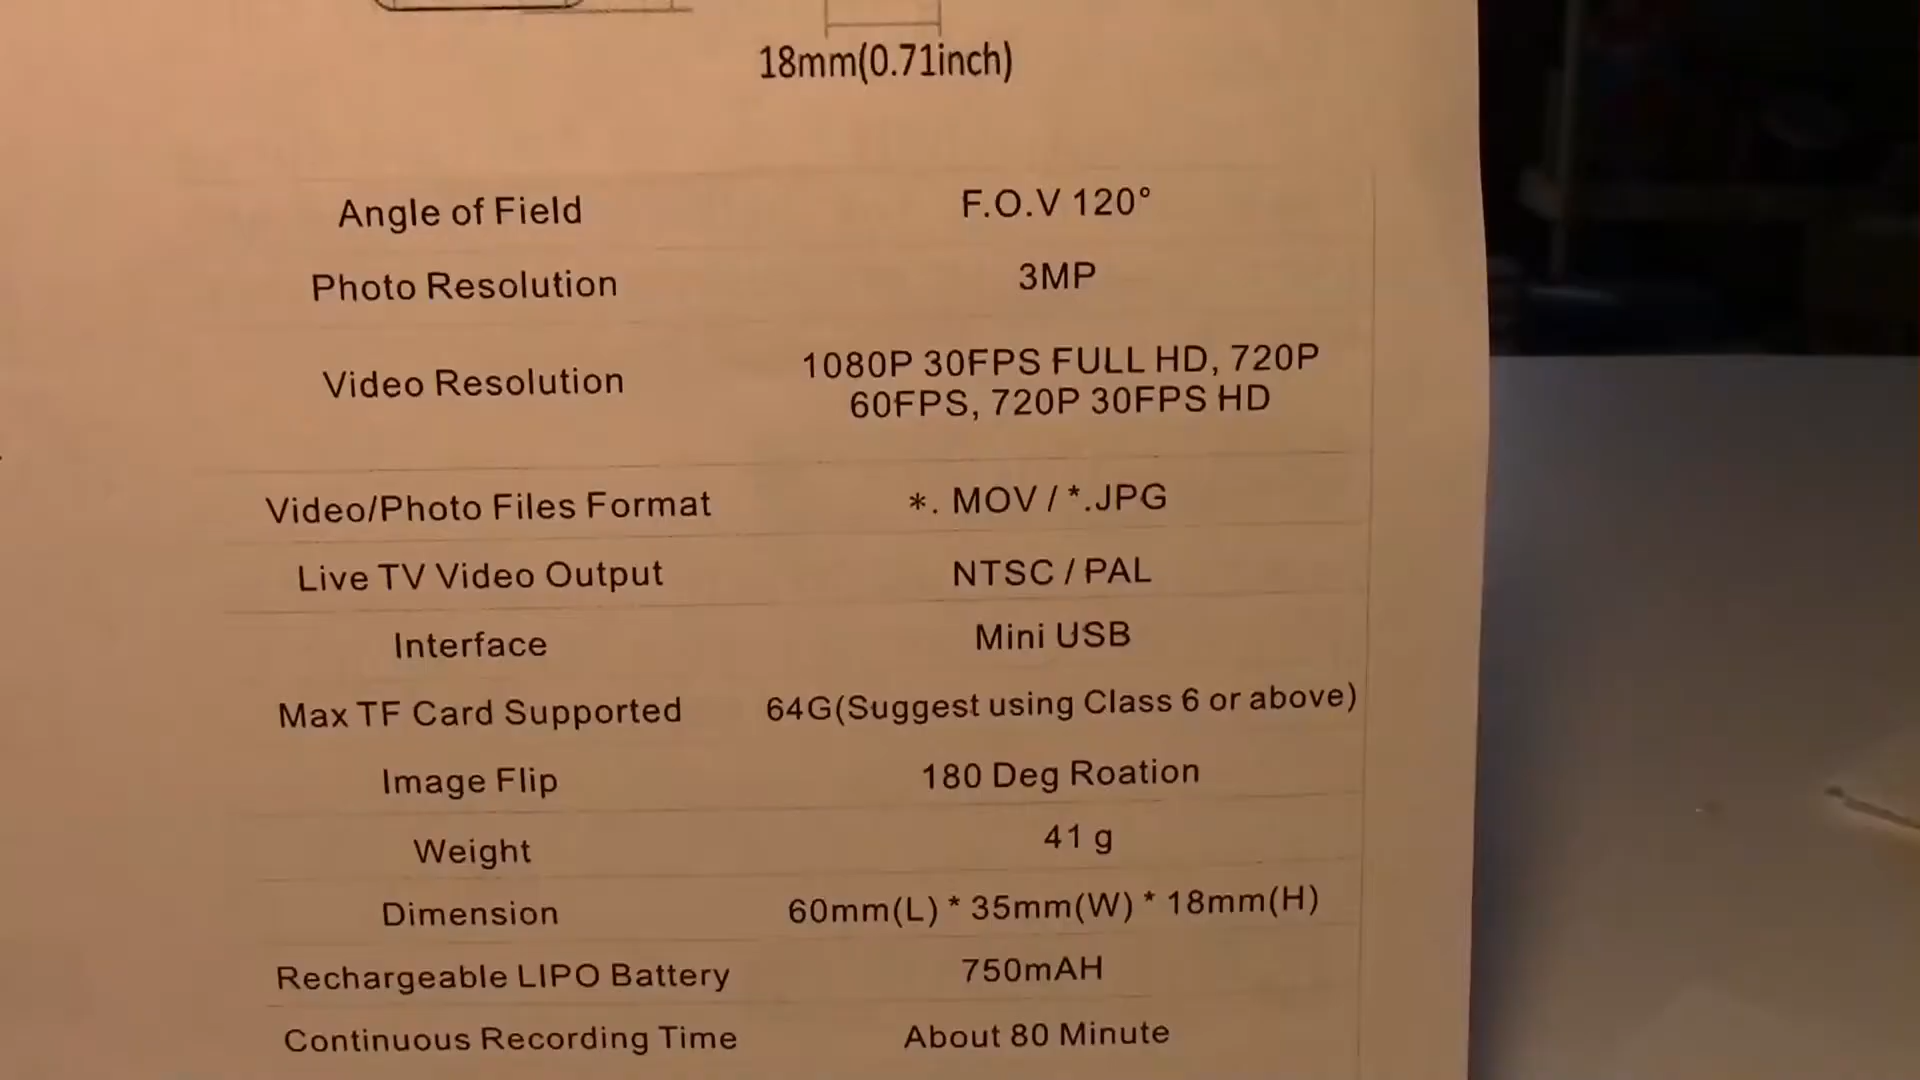 18mm(0.71inch)
Angle of Field F.O.V 120°
Photo Resolution 3MP
Video Resolution 1080P 30FPS FULL HD, 720P
60FPS, 720P 30FPS HD
Video/Photo Files Format *. MOV / *.JPG
Live TV Video Output NTSC / PAL
Interface Mini USB
Max TF Card Supported 64G(Suggest using Class 6 or above)
Image Flip 180 Deg Roation
Weight 41 g
Dimension 60mm(L) * 35mm(W) * 18mm(H)
Rechargeable LIPO Battery 750mAH
Continuous Recording Time About 80 Minute